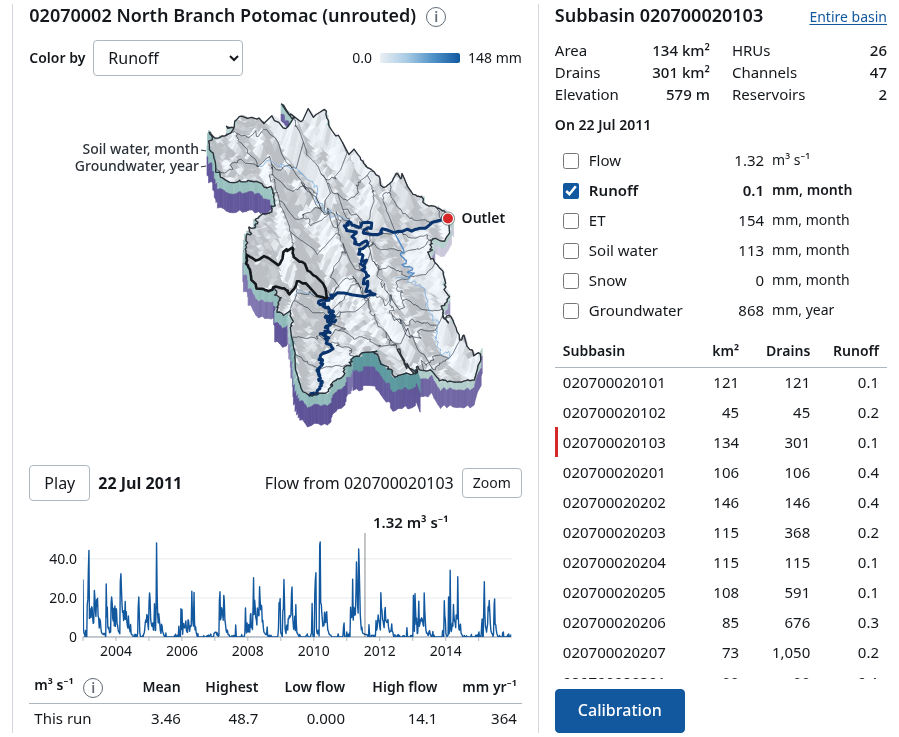 02070002 North Branch Potomac (unrouted) i
Color by Runoff 0.0 148 mm
Soil water, month
Groundwater, year
Outlet
Play 22 Jul 2011 Flow from 020700020103 Zoom
1.32 m³ s⁻¹
40.0
20.0
0
2004 2006 2008 2010 2012 2014
m³ s⁻¹ i Mean Highest Low flow High flow mm yr⁻¹
This run 3.46 48.7 0.000 14.1 364
Subbasin 020700020103 Entire basin
Area 134 km² HRUs 26
Drains 301 km² Channels 47
Elevation 579 m Reservoirs 2
On 22 Jul 2011
Flow 1.32 m³ s⁻¹
Runoff 0.1 mm, month
ET 154 mm, month
Soil water 113 mm, month
Snow 0 mm, month
Groundwater 868 mm, year
Subbasin km² Drains Runoff
020700020101 121 121 0.1
020700020102 45 45 0.2
020700020103 134 301 0.1
020700020201 106 106 0.4
020700020202 146 146 0.4
020700020203 115 368 0.2
020700020204 115 115 0.1
020700020205 108 591 0.1
020700020206 85 676 0.3
020700020207 73 1,050 0.2
Calibration